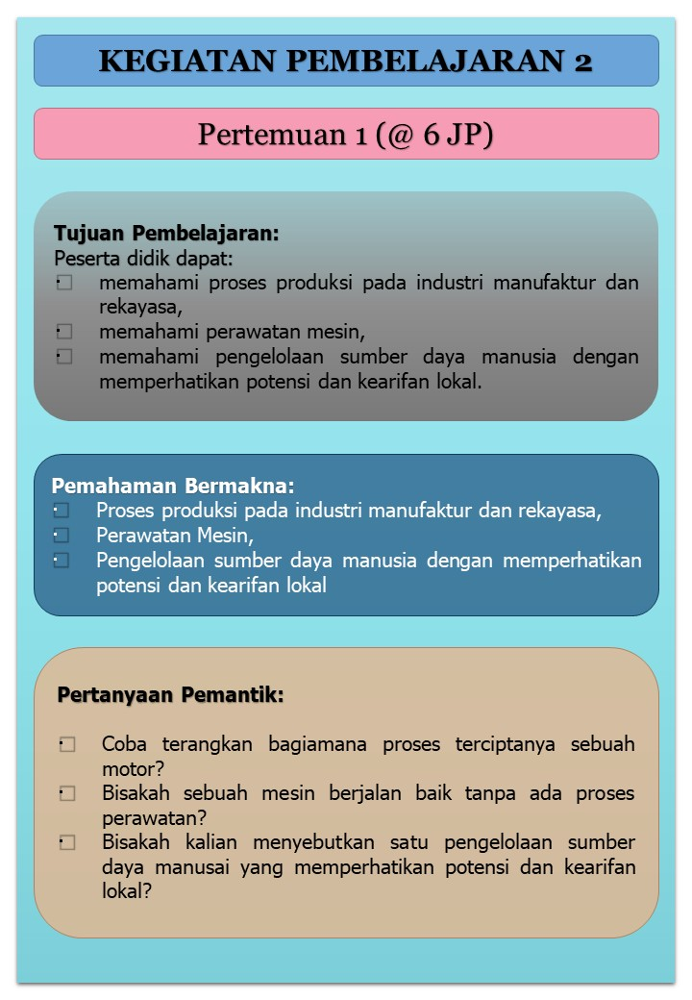 KEGIATAN PEMBELAJARAN 2
Pertemuan 1 (@ 6 JP)
Tujuan Pembelajaran:
Peserta didik dapat:
memahami proses produksi pada industri manufaktur dan
rekayasa,
memahami perawatan mesin,
memahami pengelolaan sumber daya manusia dengan
memperhatikan potensi dan kearifan lokal.
Pemahaman Bermakna:
Proses produksi pada industri manufaktur dan rekayasa,
Perawatan Mesin,
Pengelolaan sumber daya manusia dengan memperhatikan
potensi dan kearifan lokal
Pertanyaan Pemantik:
Coba terangkan bagiamana proses terciptanya sebuah
motor?
Bisakah sebuah mesin berjalan baik tanpa ada proses
perawatan?
Bisakah kalian menyebutkan satu pengelolaan sumber
daya manusai yang memperhatikan potensi dan kearifan
lokal?